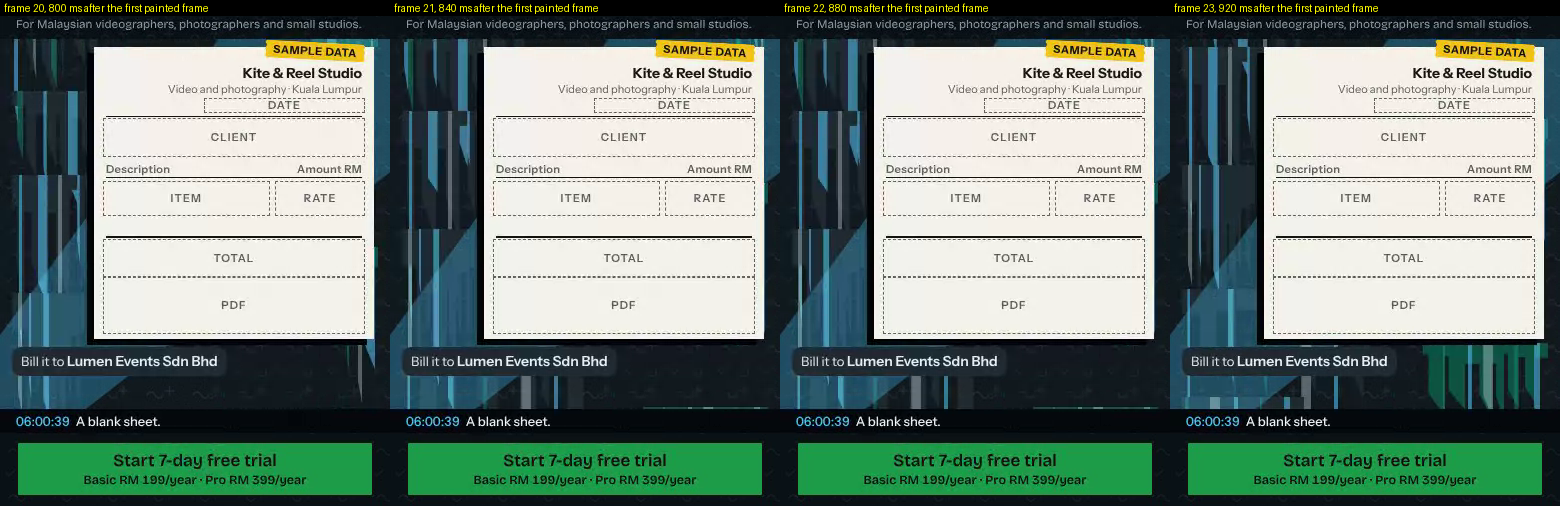 frame 20, 800 ms after the first painted frame
For Malaysian videographers, photographers and small studios.
SAMPLE DATA
Kite & Reel Studio
Video and photography · Kuala Lumpur
DATE
CLIENT
Description Amount RM
ITEM RATE
TOTAL
PDF
Bill it to Lumen Events Sdn Bhd
06:00:39 A blank sheet.
Start 7-day free trial
Basic RM 199/year · Pro RM 399/year
frame 21, 840 ms after the first painted frame
For Malaysian videographers, photographers and small studios.
SAMPLE DATA
Kite & Reel Studio
Video and photography · Kuala Lumpur
DATE
CLIENT
Description Amount RM
ITEM RATE
TOTAL
PDF
Bill it to Lumen Events Sdn Bhd
06:00:39 A blank sheet.
Start 7-day free trial
Basic RM 199/year · Pro RM 399/year
frame 22, 880 ms after the first painted frame
For Malaysian videographers, photographers and small studios.
SAMPLE DATA
Kite & Reel Studio
Video and photography · Kuala Lumpur
DATE
CLIENT
Description Amount RM
ITEM RATE
TOTAL
PDF
Bill it to Lumen Events Sdn Bhd
06:00:39 A blank sheet.
Start 7-day free trial
Basic RM 199/year · Pro RM 399/year
frame 23, 920 ms after the first painted frame
For Malaysian videographers, photographers and small studios.
SAMPLE DATA
Kite & Reel Studio
Video and photography · Kuala Lumpur
DATE
CLIENT
Description Amount RM
ITEM RATE
TOTAL
PDF
Bill it to Lumen Events Sdn Bhd
06:00:39 A blank sheet.
Start 7-day free trial
Basic RM 199/year · Pro RM 399/year